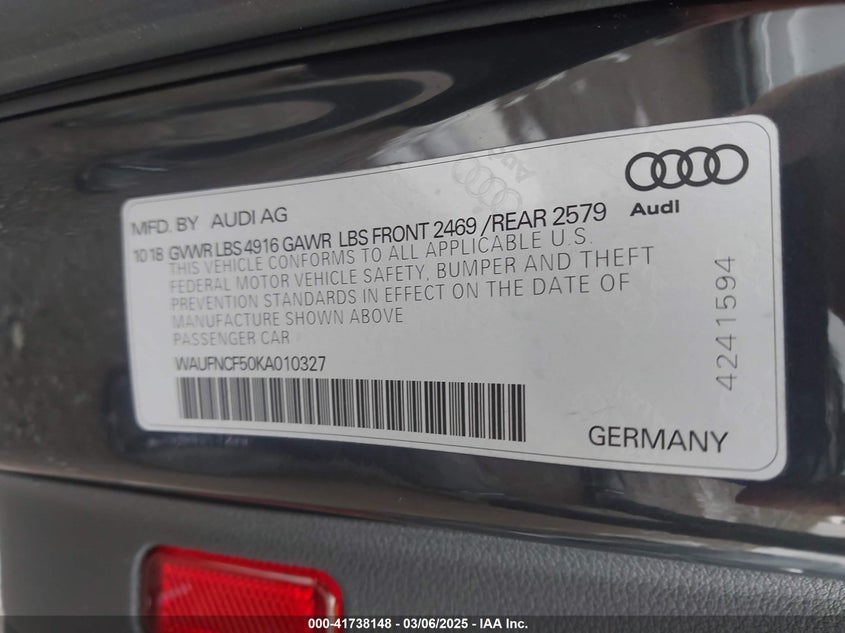 MFD. BY AUDI AG
Audi
10 18 GVWR LBS 4916 GAWR LBS FRONT 2469 /REAR 2579
THIS VEHICLE CONFORMS TO ALL APPLICABLE U.S.
FEDERAL MOTOR VEHICLE SAFETY, BUMPER AND THEFT
PREVENTION STANDARDS IN EFFECT ON THE DATE OF
MANUFACTURE SHOWN ABOVE
PASSENGER CAR
WAUFNCF50KA010327
4241594
GERMANY
000-41738148 - 03/06/2025 - IAA Inc.